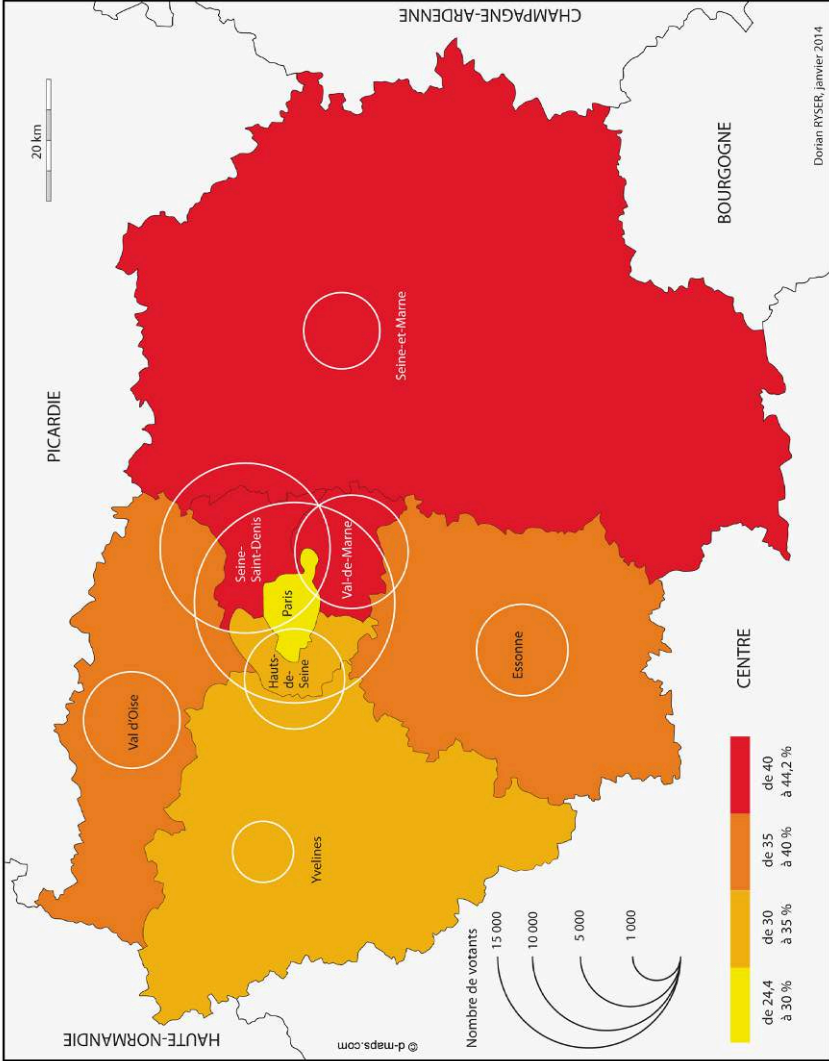 HAUTE-NORMANDIE
PICARDIE
CHAMPAGNE-ARDENNE
20 km
Val d'Oise
Yvelines
Hauts-
de-
Seine
Paris
Seine-
Saint-Denis
Val-de-Marne
Seine-et-Marne
Essonne
CENTRE
BOURGOGNE
© d-maps.com
Nombre de votants
15 000
10 000
5 000
1 000
de 24,4
à 30 %
de 30
à 35 %
de 35
à 40 %
de 40
à 44,2 %
Dorian RYSER, janvier 2014